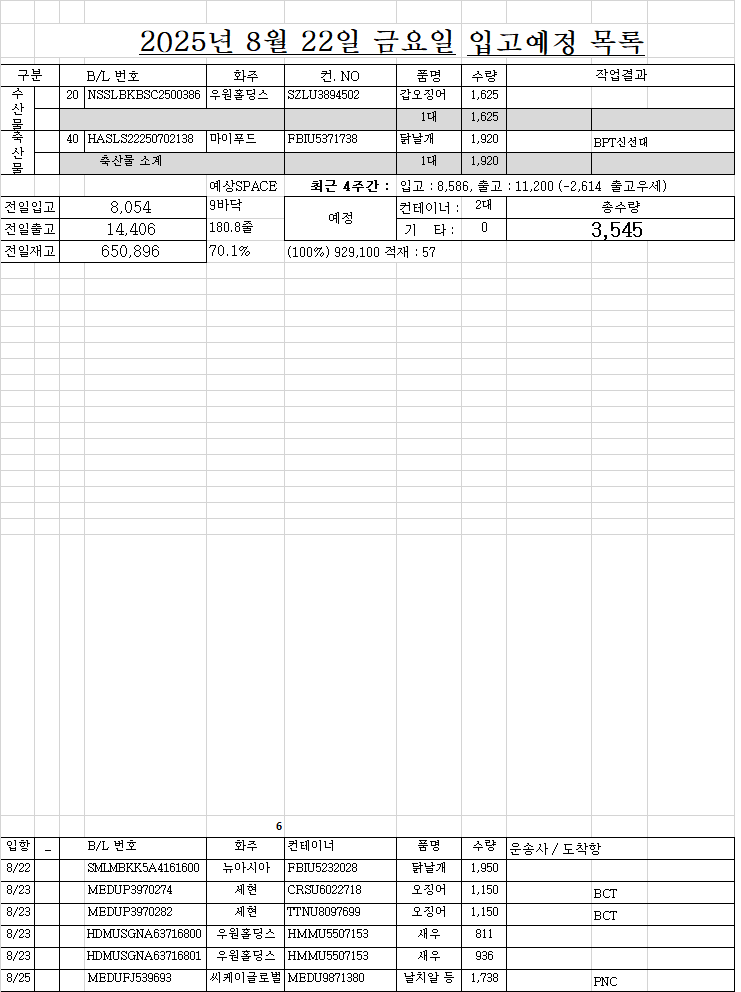 2025년 8월 22일 금요일 입고예정 목록
구분 B/L 번호 화주 컨. NO 품명 수량 작업결과
수산물 20 NSSLBKBSC2500386 우원홀딩스 SZLU3894502 갑오징어 1,625
1대 1,625
축산물 40 HASLS22250702138 마이푸드 FBIU5371738 닭날개 1,920 BPT신선대
축산물 소계 1대 1,920
예상SPACE 최근 4주간 : 입고 : 8,586, 출고 : 11,200 (-2,614 출고우세)
전일입고 8,054 9바닥 예정 컨테이너 : 2대 총수량
전일출고 14,406 180.8줄 기 타 : 0 3,545
전일재고 650,896 70.1% (100%) 929,100 적재 : 57
6
입항 _ B/L 번호 화주 컨테이너 품명 수량 운송사 / 도착항
8/22 SMLMBKK5A4161600 뉴아시아 FBIU5232028 닭날개 1,950
8/23 MEDUP3970274 세현 CRSU6022718 오징어 1,150 BCT
8/23 MEDUP3970282 세현 TTNU8097699 오징어 1,150 BCT
8/23 HDMUSGNA63716800 우원홀딩스 HMMU5507153 새우 811
8/23 HDMUSGNA63716801 우원홀딩스 HMMU5507153 새우 936
8/25 MEDUFJ539693 씨케이글로벌 MEDU9871380 날치알 등 1,738 PNC